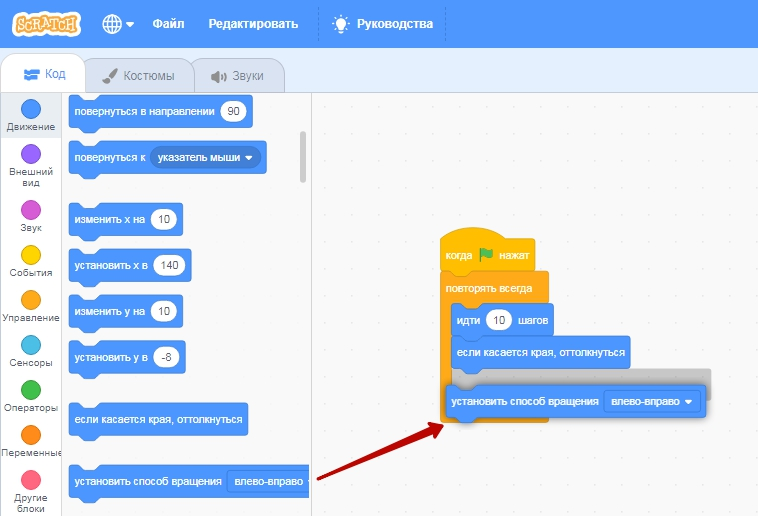 SCRATCH
Файл
Редактировать
Руководства
Код
Костюмы
Звуки
Движение
Внешний
вид
Звук
События
Управление
Сенсоры
Операторы
Переменные
Другие
блоки
повернуться в направлении 90
повернуться к указатель мыши
изменить x на 10
установить x в 140
изменить y на 10
установить y в -8
если касается края, оттолкнуться
установить способ вращения влево-вправо
когда нажат
повторять всегда
идти 10 шагов
если касается края, оттолкнуться
установить способ вращения влево-вправо